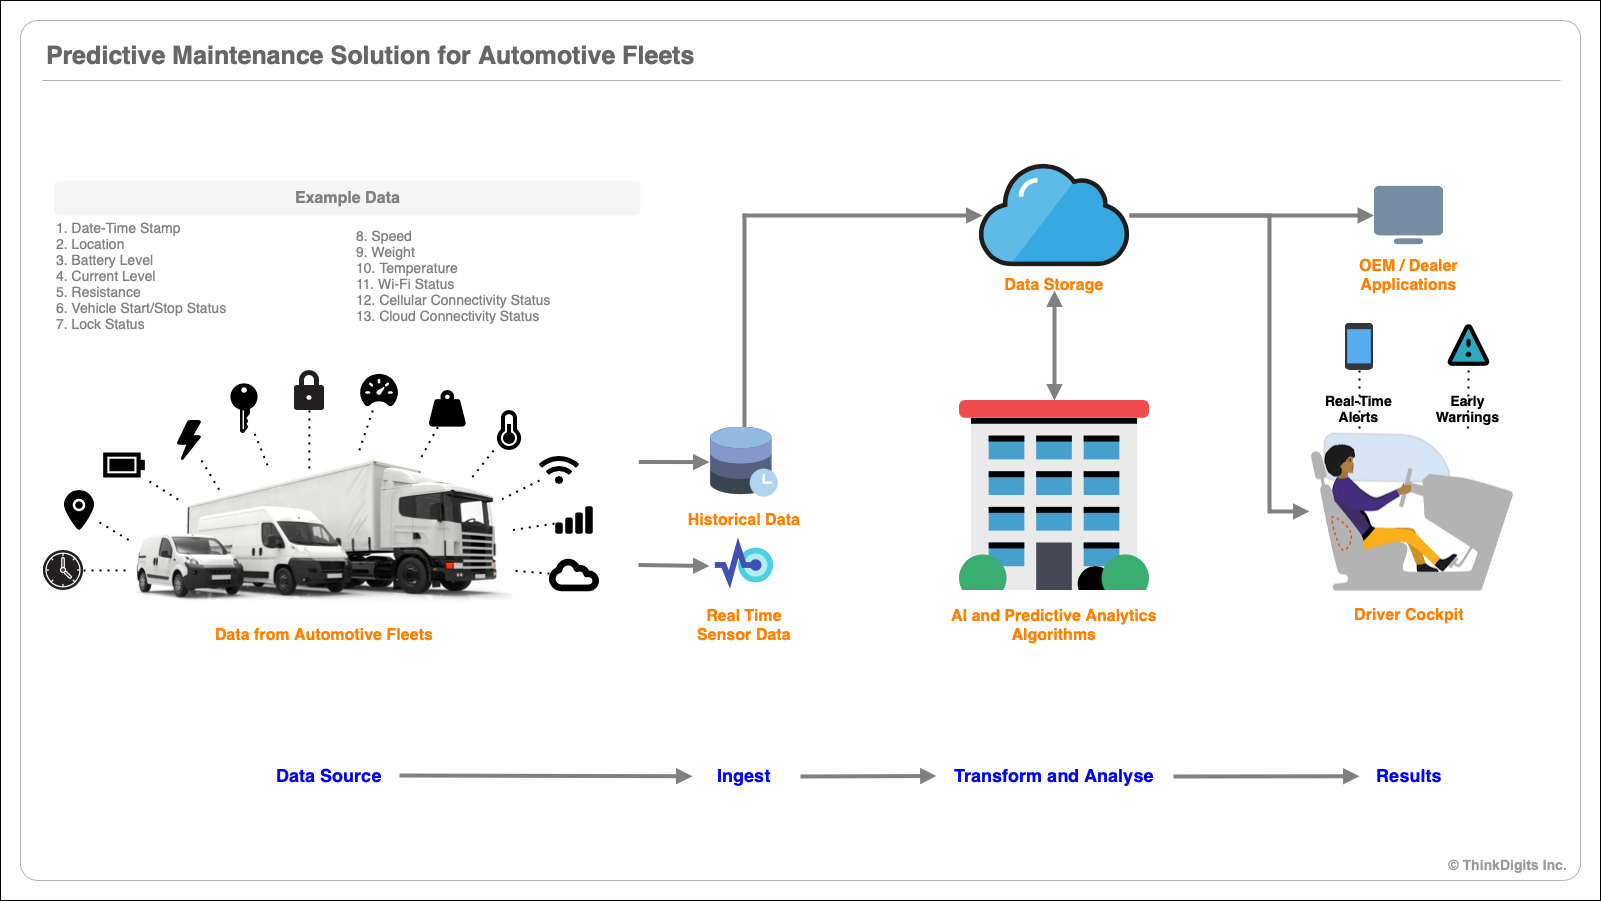 Predictive Maintenance Solution for Automotive Fleets
Example Data
1. Date-Time Stamp
2. Location
3. Battery Level
4. Current Level
5. Resistance
6. Vehicle Start/Stop Status
7. Lock Status
8. Speed
9. Weight
10. Temperature
11. Wi-Fi Status
12. Cellular Connectivity Status
13. Cloud Connectivity Status
Data from Automotive Fleets
Historical Data
Real Time
Sensor Data
Data Storage
AI and Predictive Analytics
Algorithms
OEM / Dealer
Applications
Real-Time
Alerts
Early
Warnings
Driver Cockpit
Data Source
Ingest
Transform and Analyse
Results
© ThinkDigits Inc.